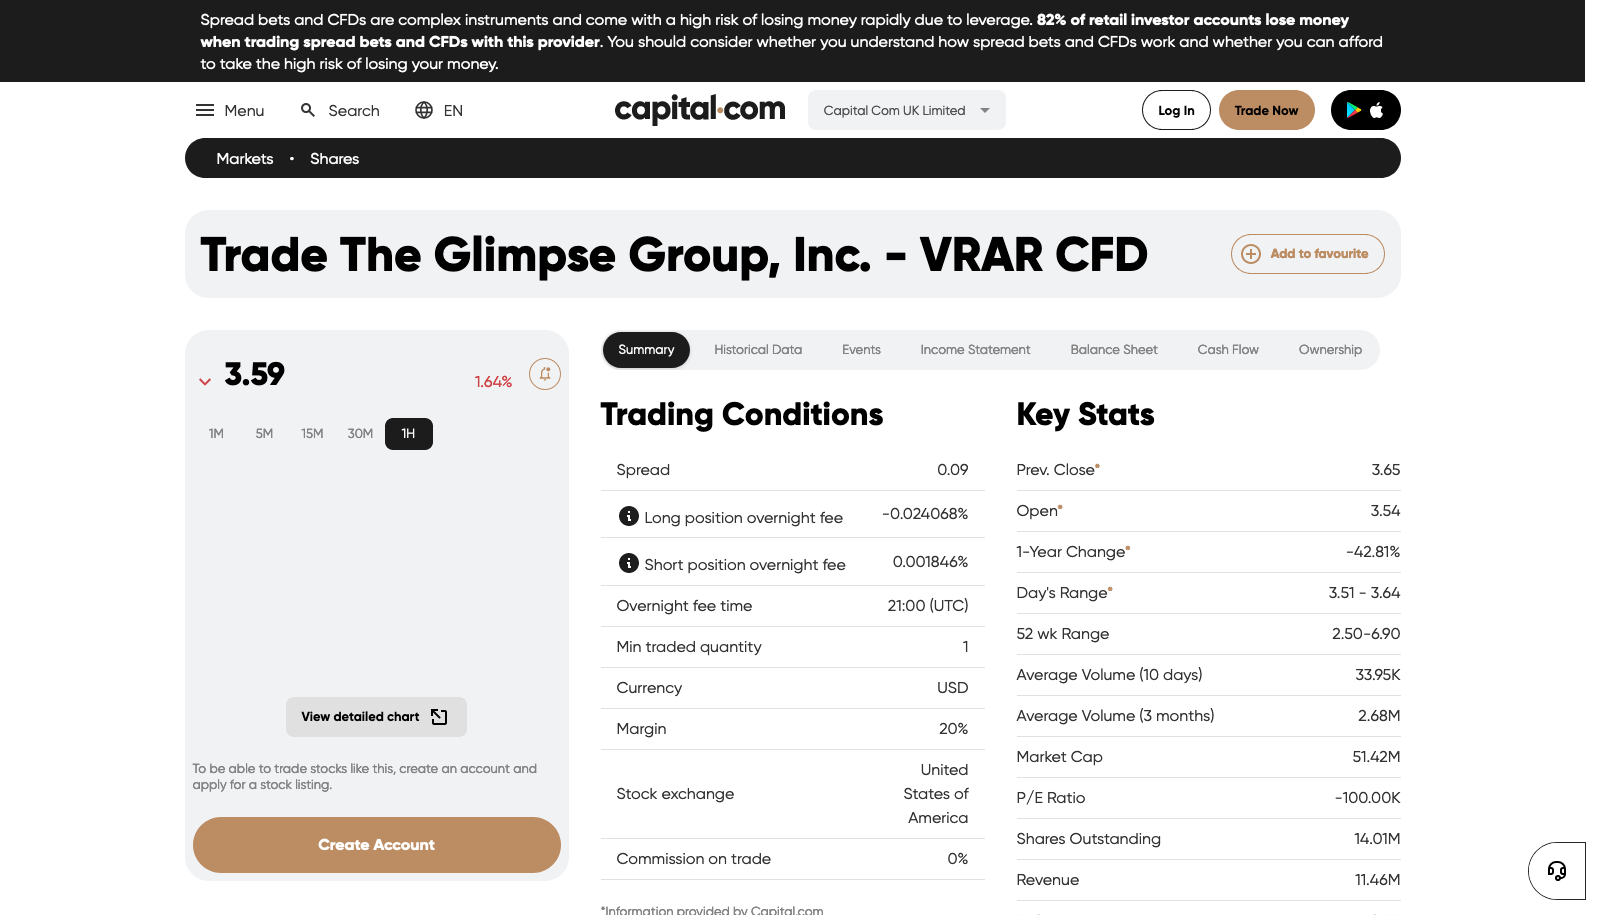 Spread bets and CFDs are complex instruments and come with a high risk of losing money rapidly due to leverage. 82% of retail investor accounts lose money
when trading spread bets and CFDs with this provider. You should consider whether you understand how spread bets and CFDs work and whether you can afford
to take the high risk of losing your money.
Menu
Search
EN
capital.com
Capital Com UK Limited
Log In
Trade Now
Markets • Shares
Trade The Glimpse Group, Inc. - VRAR CFD
Add to favourite
3.59
1.64%
1M 5M 15M 30M 1H
View detailed chart
To be able to trade stocks like this, create an account and
apply for a stock listing.
Create Account
Summary Historical Data Events Income Statement Balance Sheet Cash Flow Ownership
Trading Conditions
Spread 0.09
Long position overnight fee -0.024068%
Short position overnight fee 0.001846%
Overnight fee time 21:00 (UTC)
Min traded quantity 1
Currency USD
Margin 20%
Stock exchange United
States of
America
Commission on trade 0%
*Information provided by Capital.com
Key Stats
Prev. Close* 3.65
Open* 3.54
1-Year Change* -42.81%
Day's Range* 3.51 - 3.64
52 wk Range 2.50-6.90
Average Volume (10 days) 33.95K
Average Volume (3 months) 2.68M
Market Cap 51.42M
P/E Ratio -100.00K
Shares Outstanding 14.01M
Revenue 11.46M